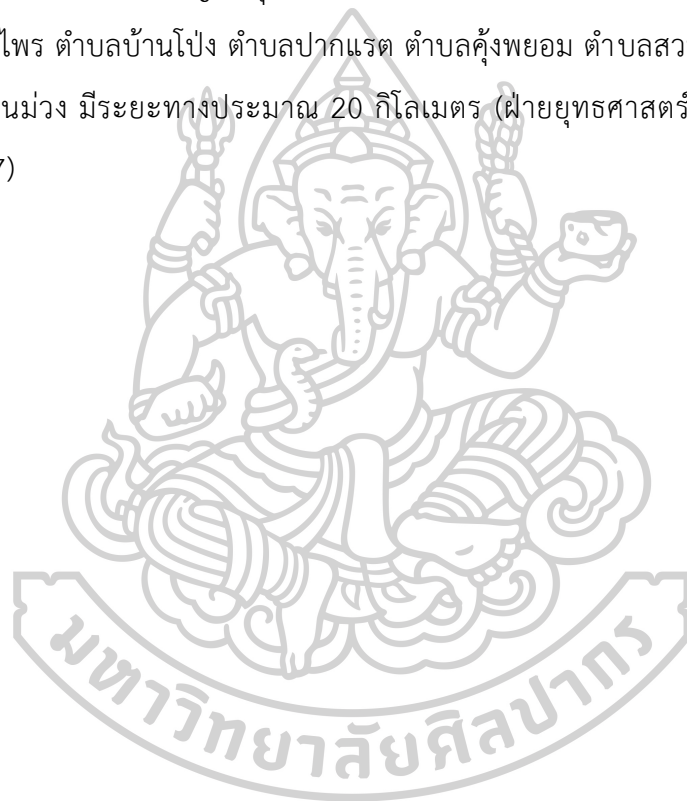 ไพร ตำบลบ้านโป่ง ตำบลปากแรต ตำบลคุ้งพยอม ตำบลสว
นม่วง มีระยะทางประมาณ 20 กิโลเมตร (ฝ่ายยุทธศาสตร์
7)
มหาวิทยาลัยศิลปากร